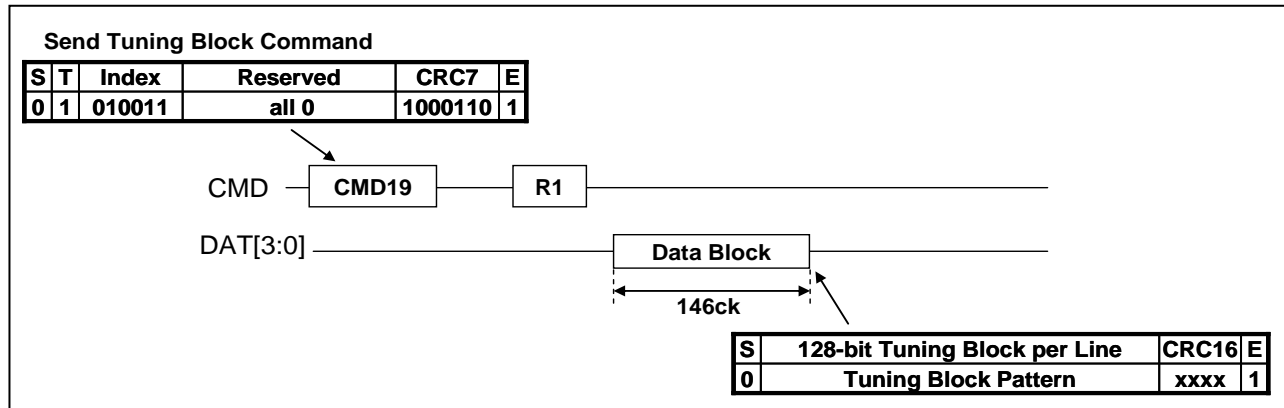 Send Tuning Block Command
S T Index Reserved CRC7 E
0 1 010011 all 0 1000110 1
CMD CMD19 R1
DAT[3:0] Data Block
146ck
S 128-bit Tuning Block per Line CRC16 E
0 Tuning Block Pattern xxxx 1